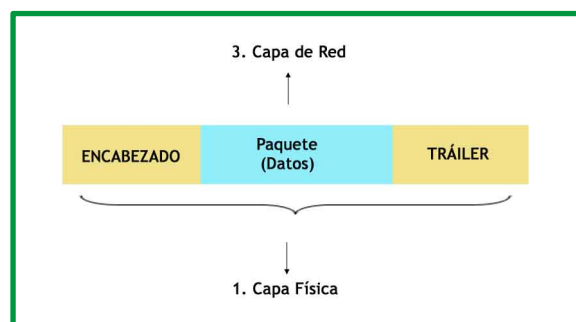 3. Capa de Red
ENCABEZADO
Paquete
(Datos)
TRÁILER
1. Capa Física